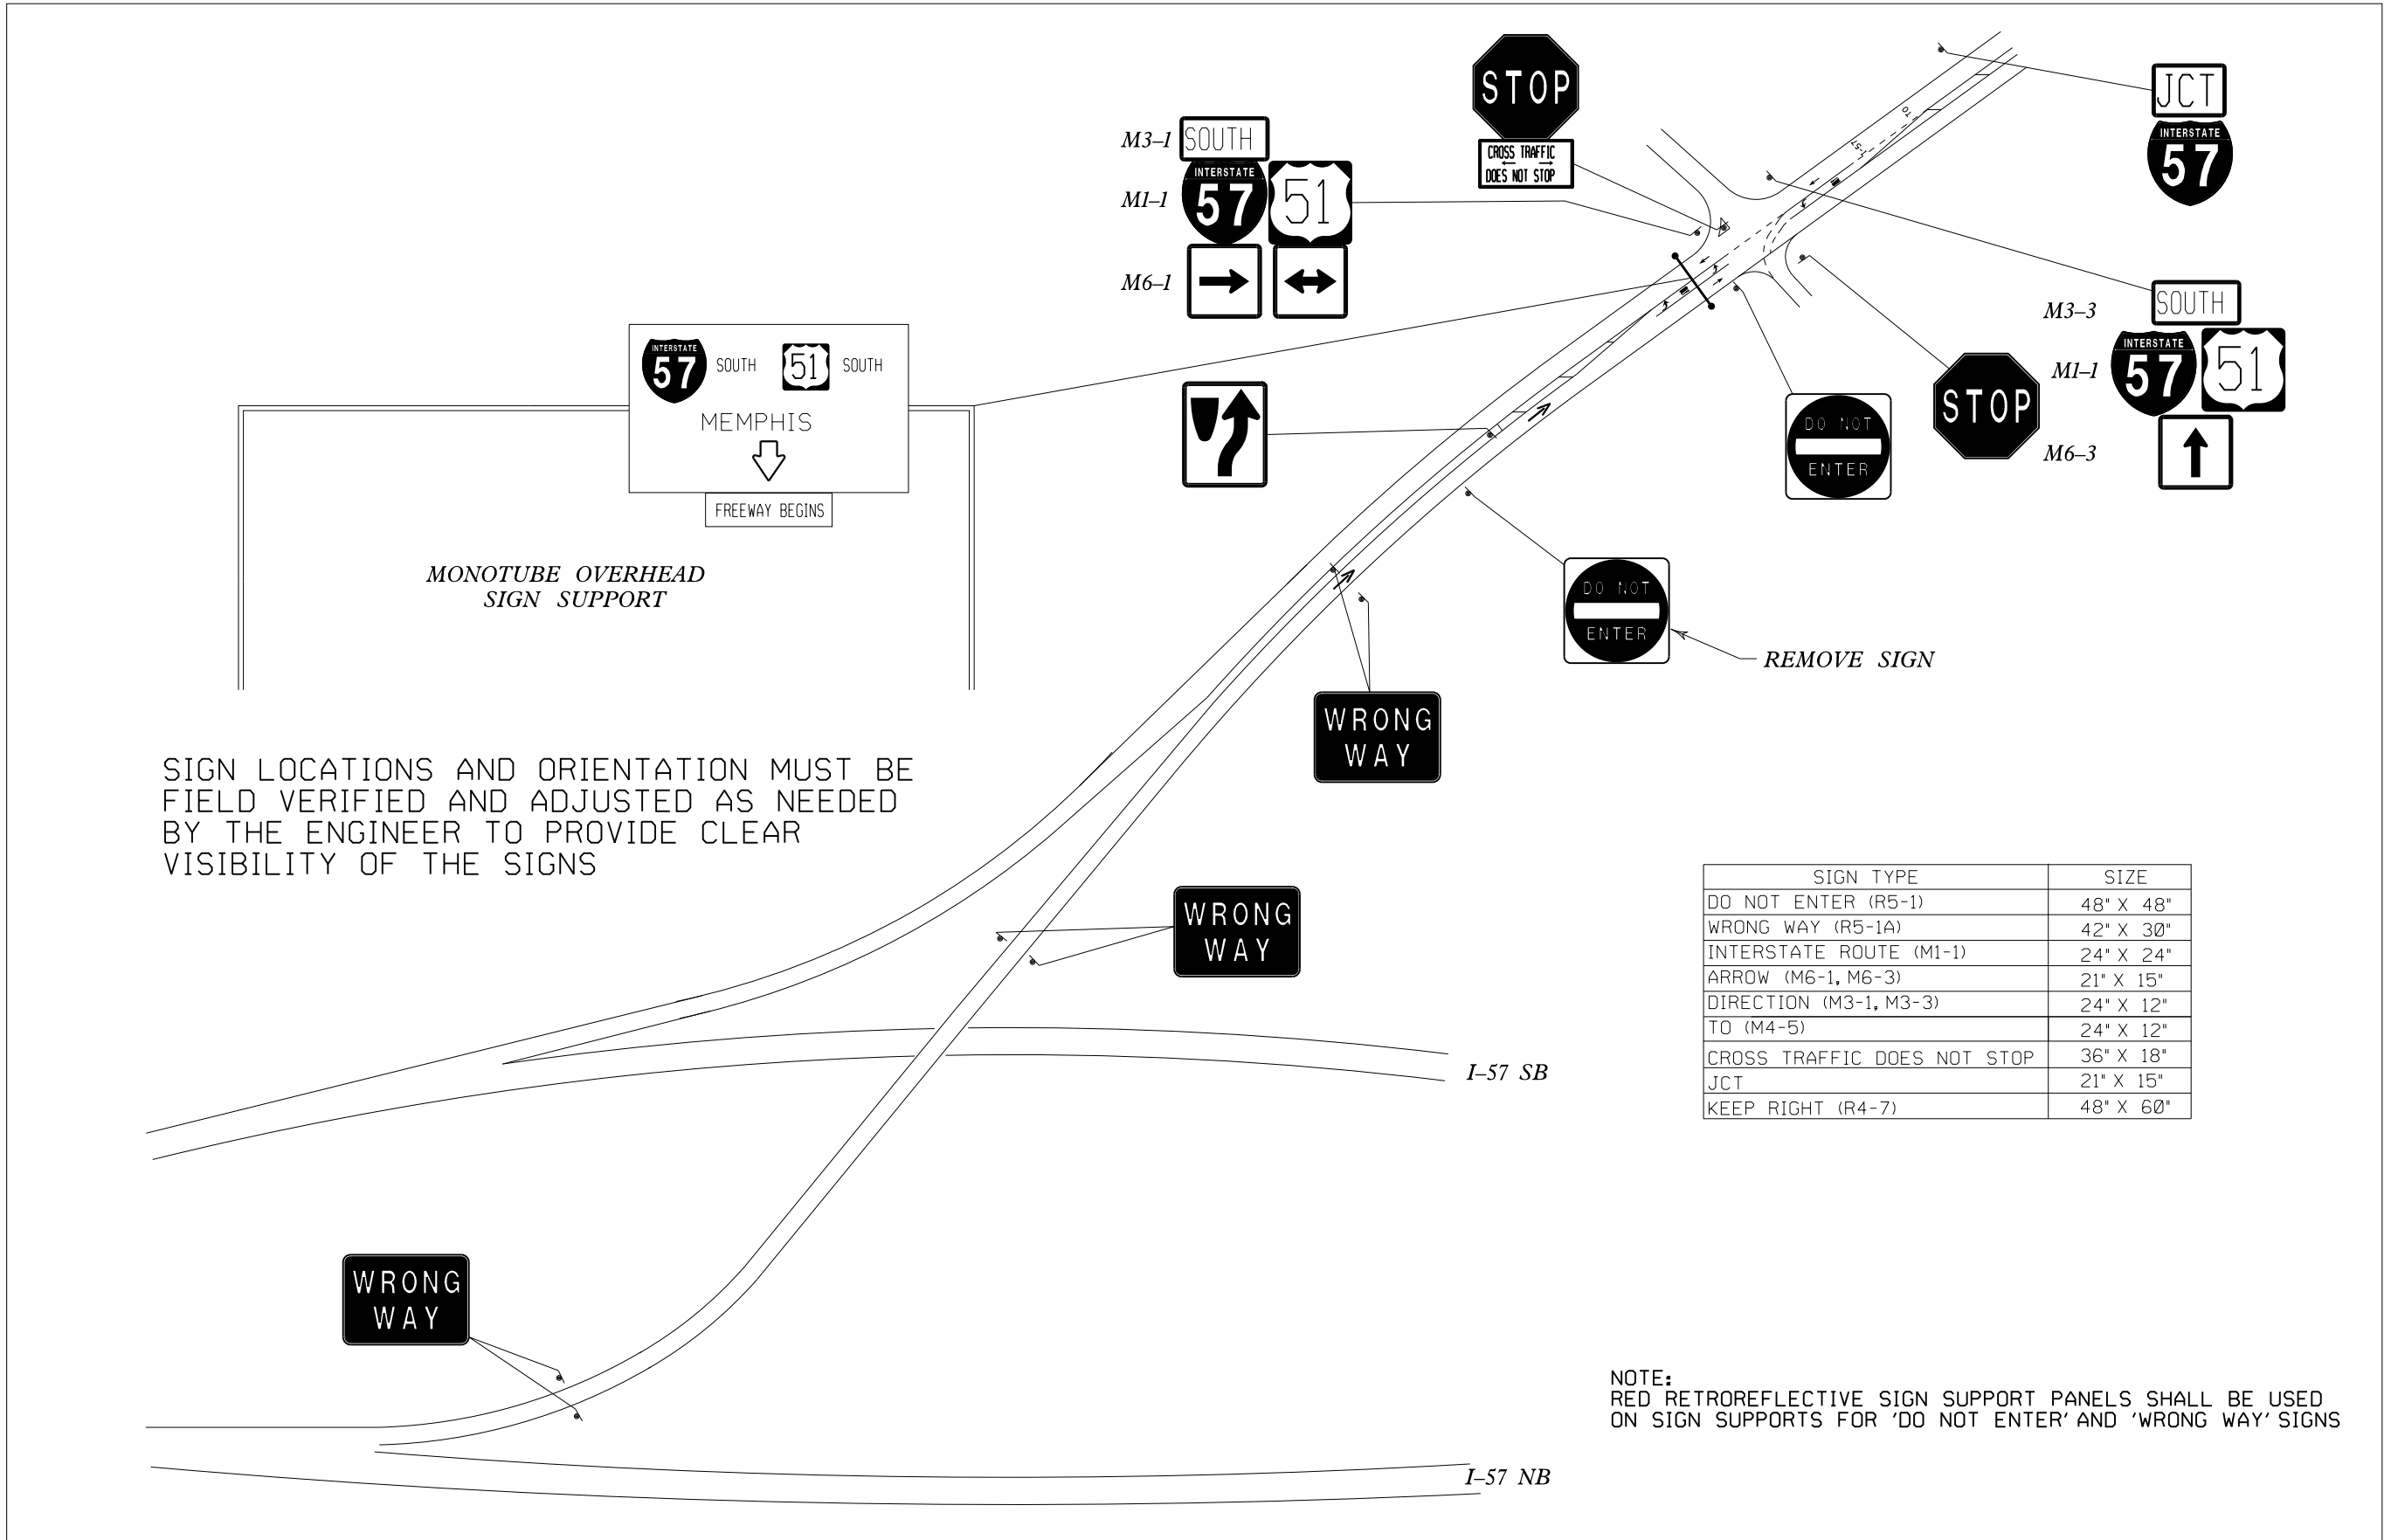 STOP
CROSS TRAFFIC
DOES NOT STOP
JCT
INTERSTATE
57
M3-1 SOUTH
M1-1 INTERSTATE 57 51
M6-1
M3-3 SOUTH
M1-1 INTERSTATE 57 51
M6-3
STOP
DO NOT
ENTER
TO
I-57
INTERSTATE 57 SOUTH 51 SOUTH
MEMPHIS
FREEWAY BEGINS
MONOTUBE OVERHEAD
SIGN SUPPORT
DO NOT
ENTER
REMOVE SIGN
WRONG
WAY
SIGN LOCATIONS AND ORIENTATION MUST BE
FIELD VERIFIED AND ADJUSTED AS NEEDED
BY THE ENGINEER TO PROVIDE CLEAR
VISIBILITY OF THE SIGNS
WRONG
WAY
SIGN TYPE SIZE
DO NOT ENTER (R5-1) 48" X 48"
WRONG WAY (R5-1A) 42" X 30"
INTERSTATE ROUTE (M1-1) 24" X 24"
ARROW (M6-1, M6-3) 21" X 15"
DIRECTION (M3-1, M3-3) 24" X 12"
TO (M4-5) 24" X 12"
CROSS TRAFFIC DOES NOT STOP 36" X 18"
JCT 21" X 15"
KEEP RIGHT (R4-7) 48" X 60"
I-57 SB
WRONG
WAY
NOTE:
RED RETROREFLECTIVE SIGN SUPPORT PANELS SHALL BE USED
ON SIGN SUPPORTS FOR 'DO NOT ENTER' AND 'WRONG WAY' SIGNS
I-57 NB